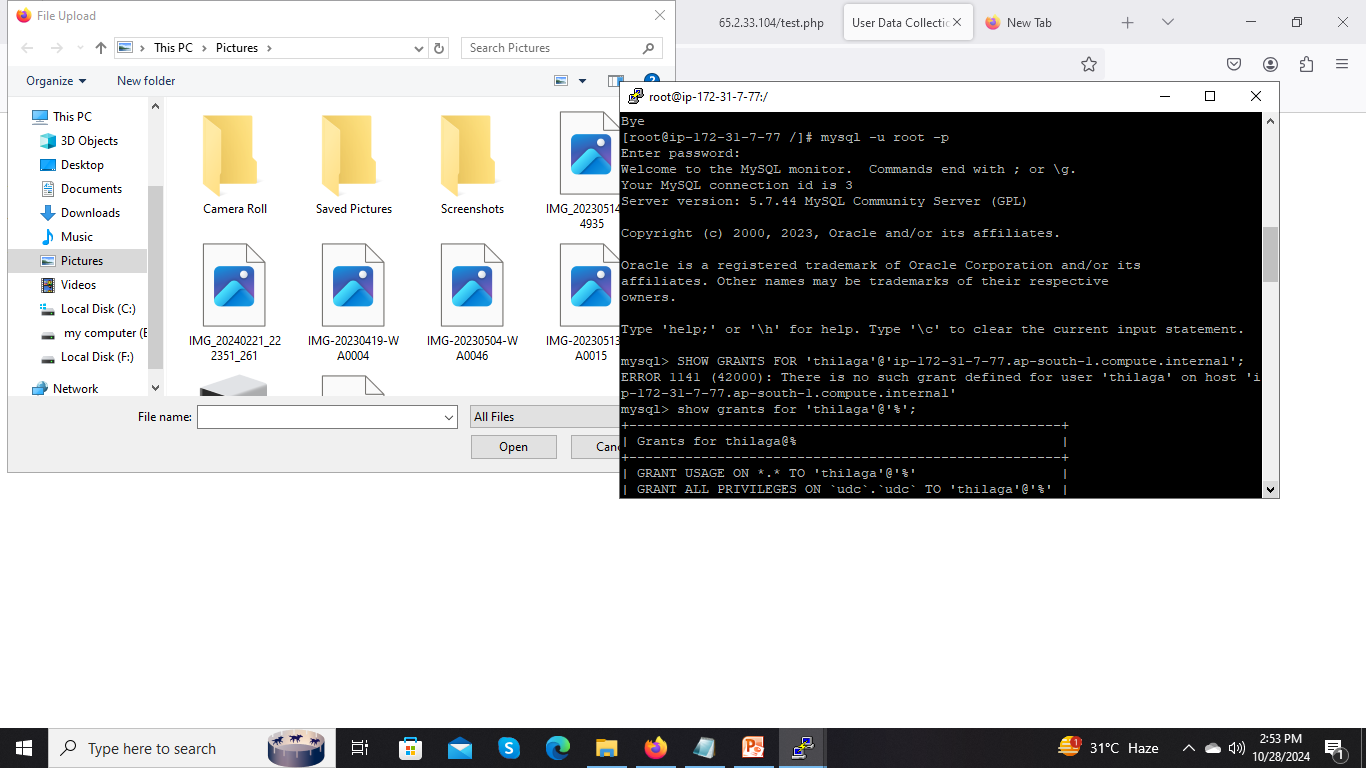 File Upload
This PC
Pictures
Search Pictures
Organize
New folder
This PC
3D Objects
Desktop
Documents
Downloads
Music
Pictures
Videos
Local Disk (C:)
my computer (E
Local Disk (F:)
Network
Camera Roll
Saved Pictures
Screenshots
IMG_20230514
4935
IMG_20240221_22
2351_261
IMG-20230419-W
A0004
IMG-20230504-W
A0046
IMG-20230513
A0015
File name:
All Files
Open
Can
65.2.33.104/test.php
User Data Collectic
New Tab
root@ip-172-31-7-77:/
Bye
[root@ip-172-31-7-77 /]# mysql -u root -p
Enter password:
Welcome to the MySQL monitor.  Commands end with ; or \g.
Your MySQL connection id is 3
Server version: 5.7.44 MySQL Community Server (GPL)
Copyright (c) 2000, 2023, Oracle and/or its affiliates.
Oracle is a registered trademark of Oracle Corporation and/or its
affiliates. Other names may be trademarks of their respective
owners.
Type 'help;' or '\h' for help. Type '\c' to clear the current input statement.
mysql> SHOW GRANTS FOR 'thilaga'@'ip-172-31-7-77.ap-south-1.compute.internal';
ERROR 1141 (42000): There is no such grant defined for user 'thilaga' on host 'i
p-172-31-7-77.ap-south-1.compute.internal'
mysql> show grants for 'thilaga'@'%';
+------------------------------------------------------+
| Grants for thilaga@%                                 |
+------------------------------------------------------+
| GRANT USAGE ON *.* TO 'thilaga'@'%'                  |
| GRANT ALL PRIVILEGES ON `udc`.`udc` TO 'thilaga'@'%' |
Type here to search
1
31°C Haze
2:53 PM
10/28/2024
1